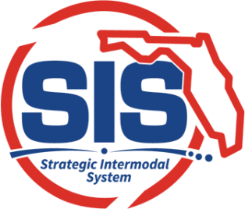 SIS
Strategic Intermodal
System